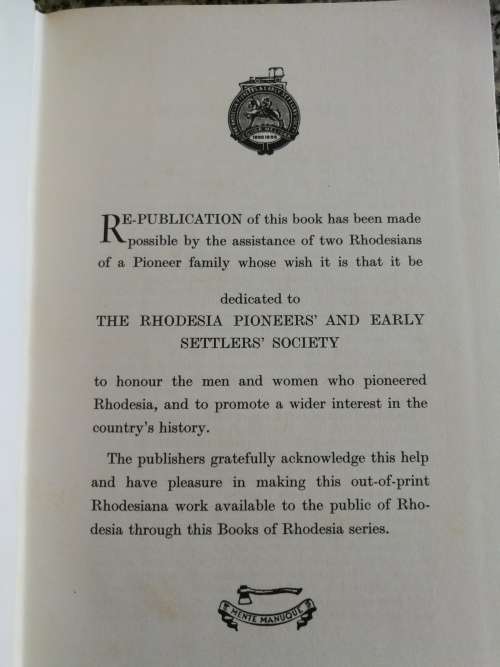 1890 1896
RE-PUBLICATION of this book has been made
possible by the assistance of two Rhodesians
of a Pioneer family whose wish it is that it be
dedicated to
THE RHODESIA PIONEERS' AND EARLY
SETTLERS' SOCIETY
to honour the men and women who pioneered
Rhodesia, and to promote a wider interest in the
country's history.
The publishers gratefully acknowledge this help
and have pleasure in making this out-of-print
Rhodesiana work available to the public of Rho-
desia through this Books of Rhodesia series.
MENTE MANUQUE